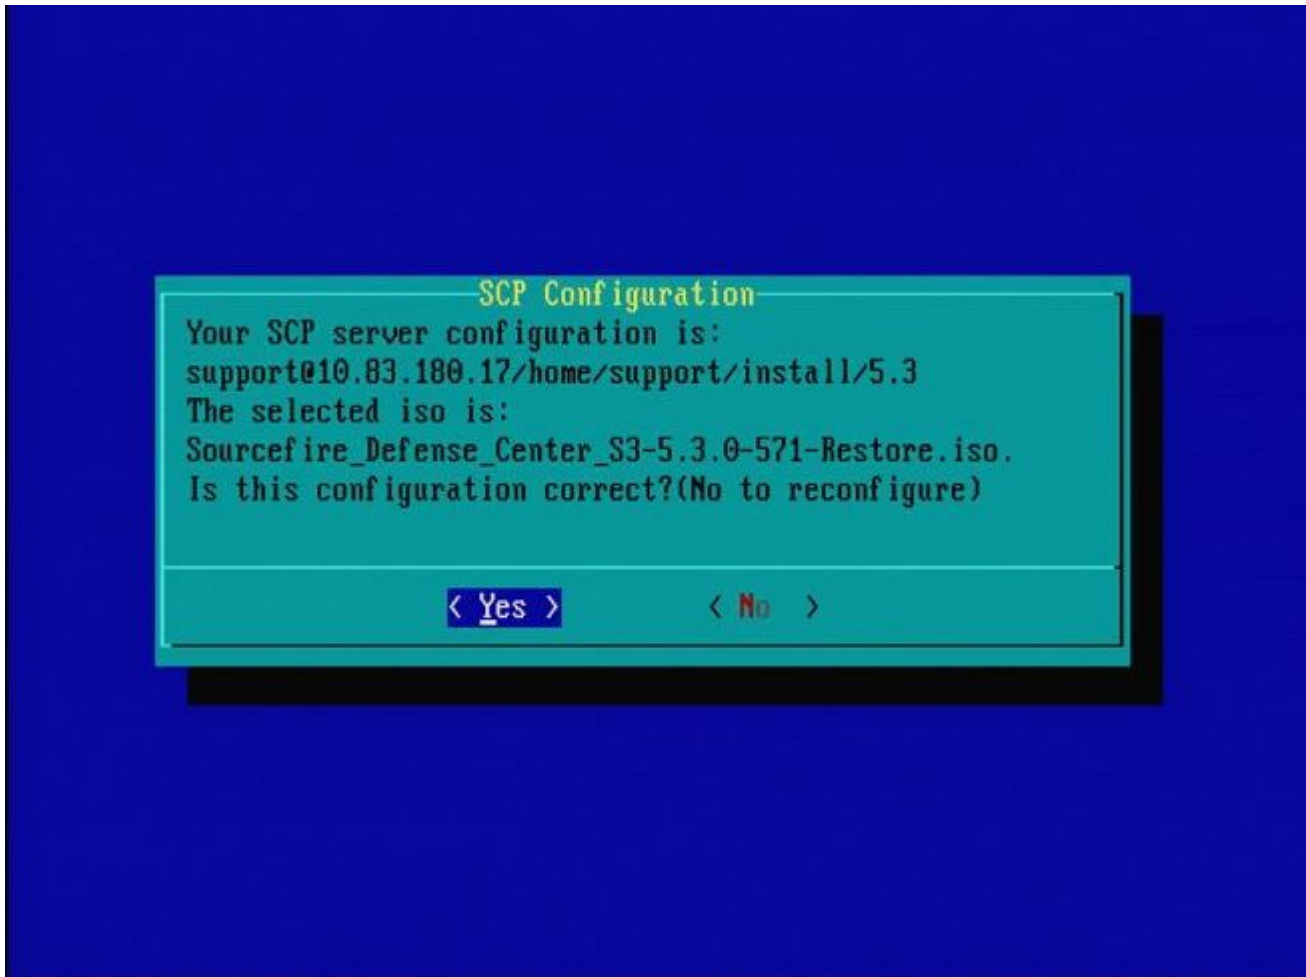 SCP Configuration
Your SCP server configuration is:
support@10.83.180.17/home/support/install/5.3
The selected iso is:
Sourcefire_Defense_Center_S3-5.3.0-571-Restore.iso.
Is this configuration correct?(No to reconfigure)
< Yes > < No >